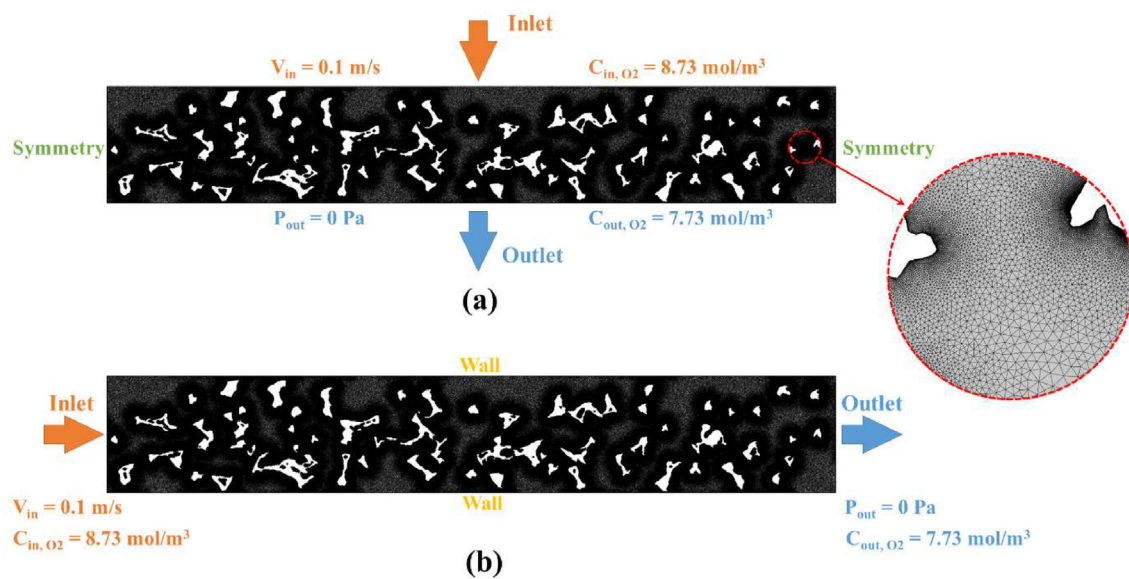 Inlet
V_in = 0.1 m/s
C_in, O2 = 8.73 mol/m³
Symmetry
Symmetry
P_out = 0 Pa
C_out, O2 = 7.73 mol/m³
Outlet
(a)
Wall
Inlet
Outlet
Wall
V_in = 0.1 m/s
C_in, O2 = 8.73 mol/m³
P_out = 0 Pa
C_out, O2 = 7.73 mol/m³
(b)